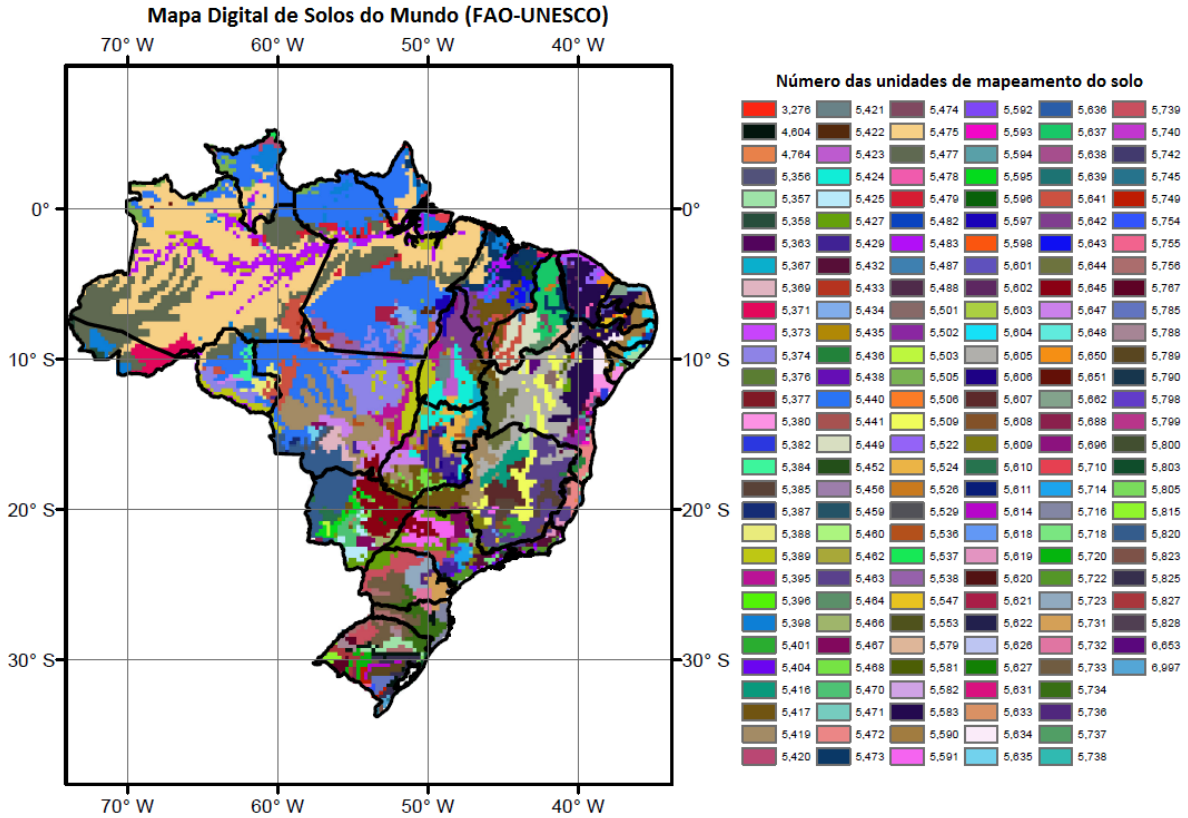 Mapa Digital de Solos do Mundo (FAO-UNESCO)
70° W 60° W 50° W 40° W
Número das unidades de mapeamento do solo
3,276 5,421 5,474 5,592 5,636 5,739
4,604 5,422 5,475 5,593 5,637 5,740
4,764 5,423 5,477 5,594 5,638 5,742
5,356 5,424 5,478 5,595 5,639 5,745
5,357 5,425 5,479 5,596 5,641 5,749
0° 0°
5,358 5,427 5,482 5,597 5,642 5,754
5,363 5,429 5,483 5,598 5,643 5,755
5,367 5,432 5,487 5,601 5,644 5,756
5,369 5,433 5,488 5,602 5,645 5,767
5,371 5,434 5,501 5,603 5,647 5,785
5,373 5,435 5,502 5,604 5,648 5,788
10° S 10° S
5,374 5,436 5,503 5,605 5,650 5,789
5,376 5,438 5,505 5,606 5,651 5,790
5,377 5,440 5,506 5,607 5,662 5,798
5,380 5,441 5,509 5,608 5,688 5,799
5,382 5,449 5,522 5,609 5,696 5,800
5,384 5,452 5,524 5,610 5,710 5,803
5,385 5,456 5,526 5,611 5,714 5,805
20° S 20° S
5,387 5,459 5,529 5,614 5,716 5,815
5,388 5,460 5,536 5,618 5,718 5,820
5,389 5,462 5,537 5,619 5,720 5,823
5,395 5,463 5,538 5,620 5,722 5,825
5,396 5,464 5,547 5,621 5,723 5,827
5,398 5,466 5,553 5,622 5,731 5,828
5,401 5,467 5,579 5,626 5,732 6,653
30° S 30° S
5,404 5,468 5,581 5,627 5,733 6,997
5,416 5,470 5,582 5,631 5,734
5,417 5,471 5,583 5,633 5,736
5,419 5,472 5,590 5,634 5,737
5,420 5,473 5,591 5,635 5,738
70° W 60° W 50° W 40° W